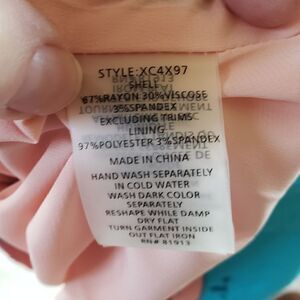 STYLE:XC4X97
SHELL
67%RAYON 30%VISCOSE
3%SPANDEX
EXCLUDING TRIMS
LINING
97%POLYESTER 3%SPANDEX
MADE IN CHINA
HAND WASH SEPARATELY
IN COLD WATER
WASH DARK COLOR
SEPARATELY
RESHAPE WHILE DAMP
DRY FLAT
TURN GARMENT INSIDE
OUT FLAT IRON
RN# 81913